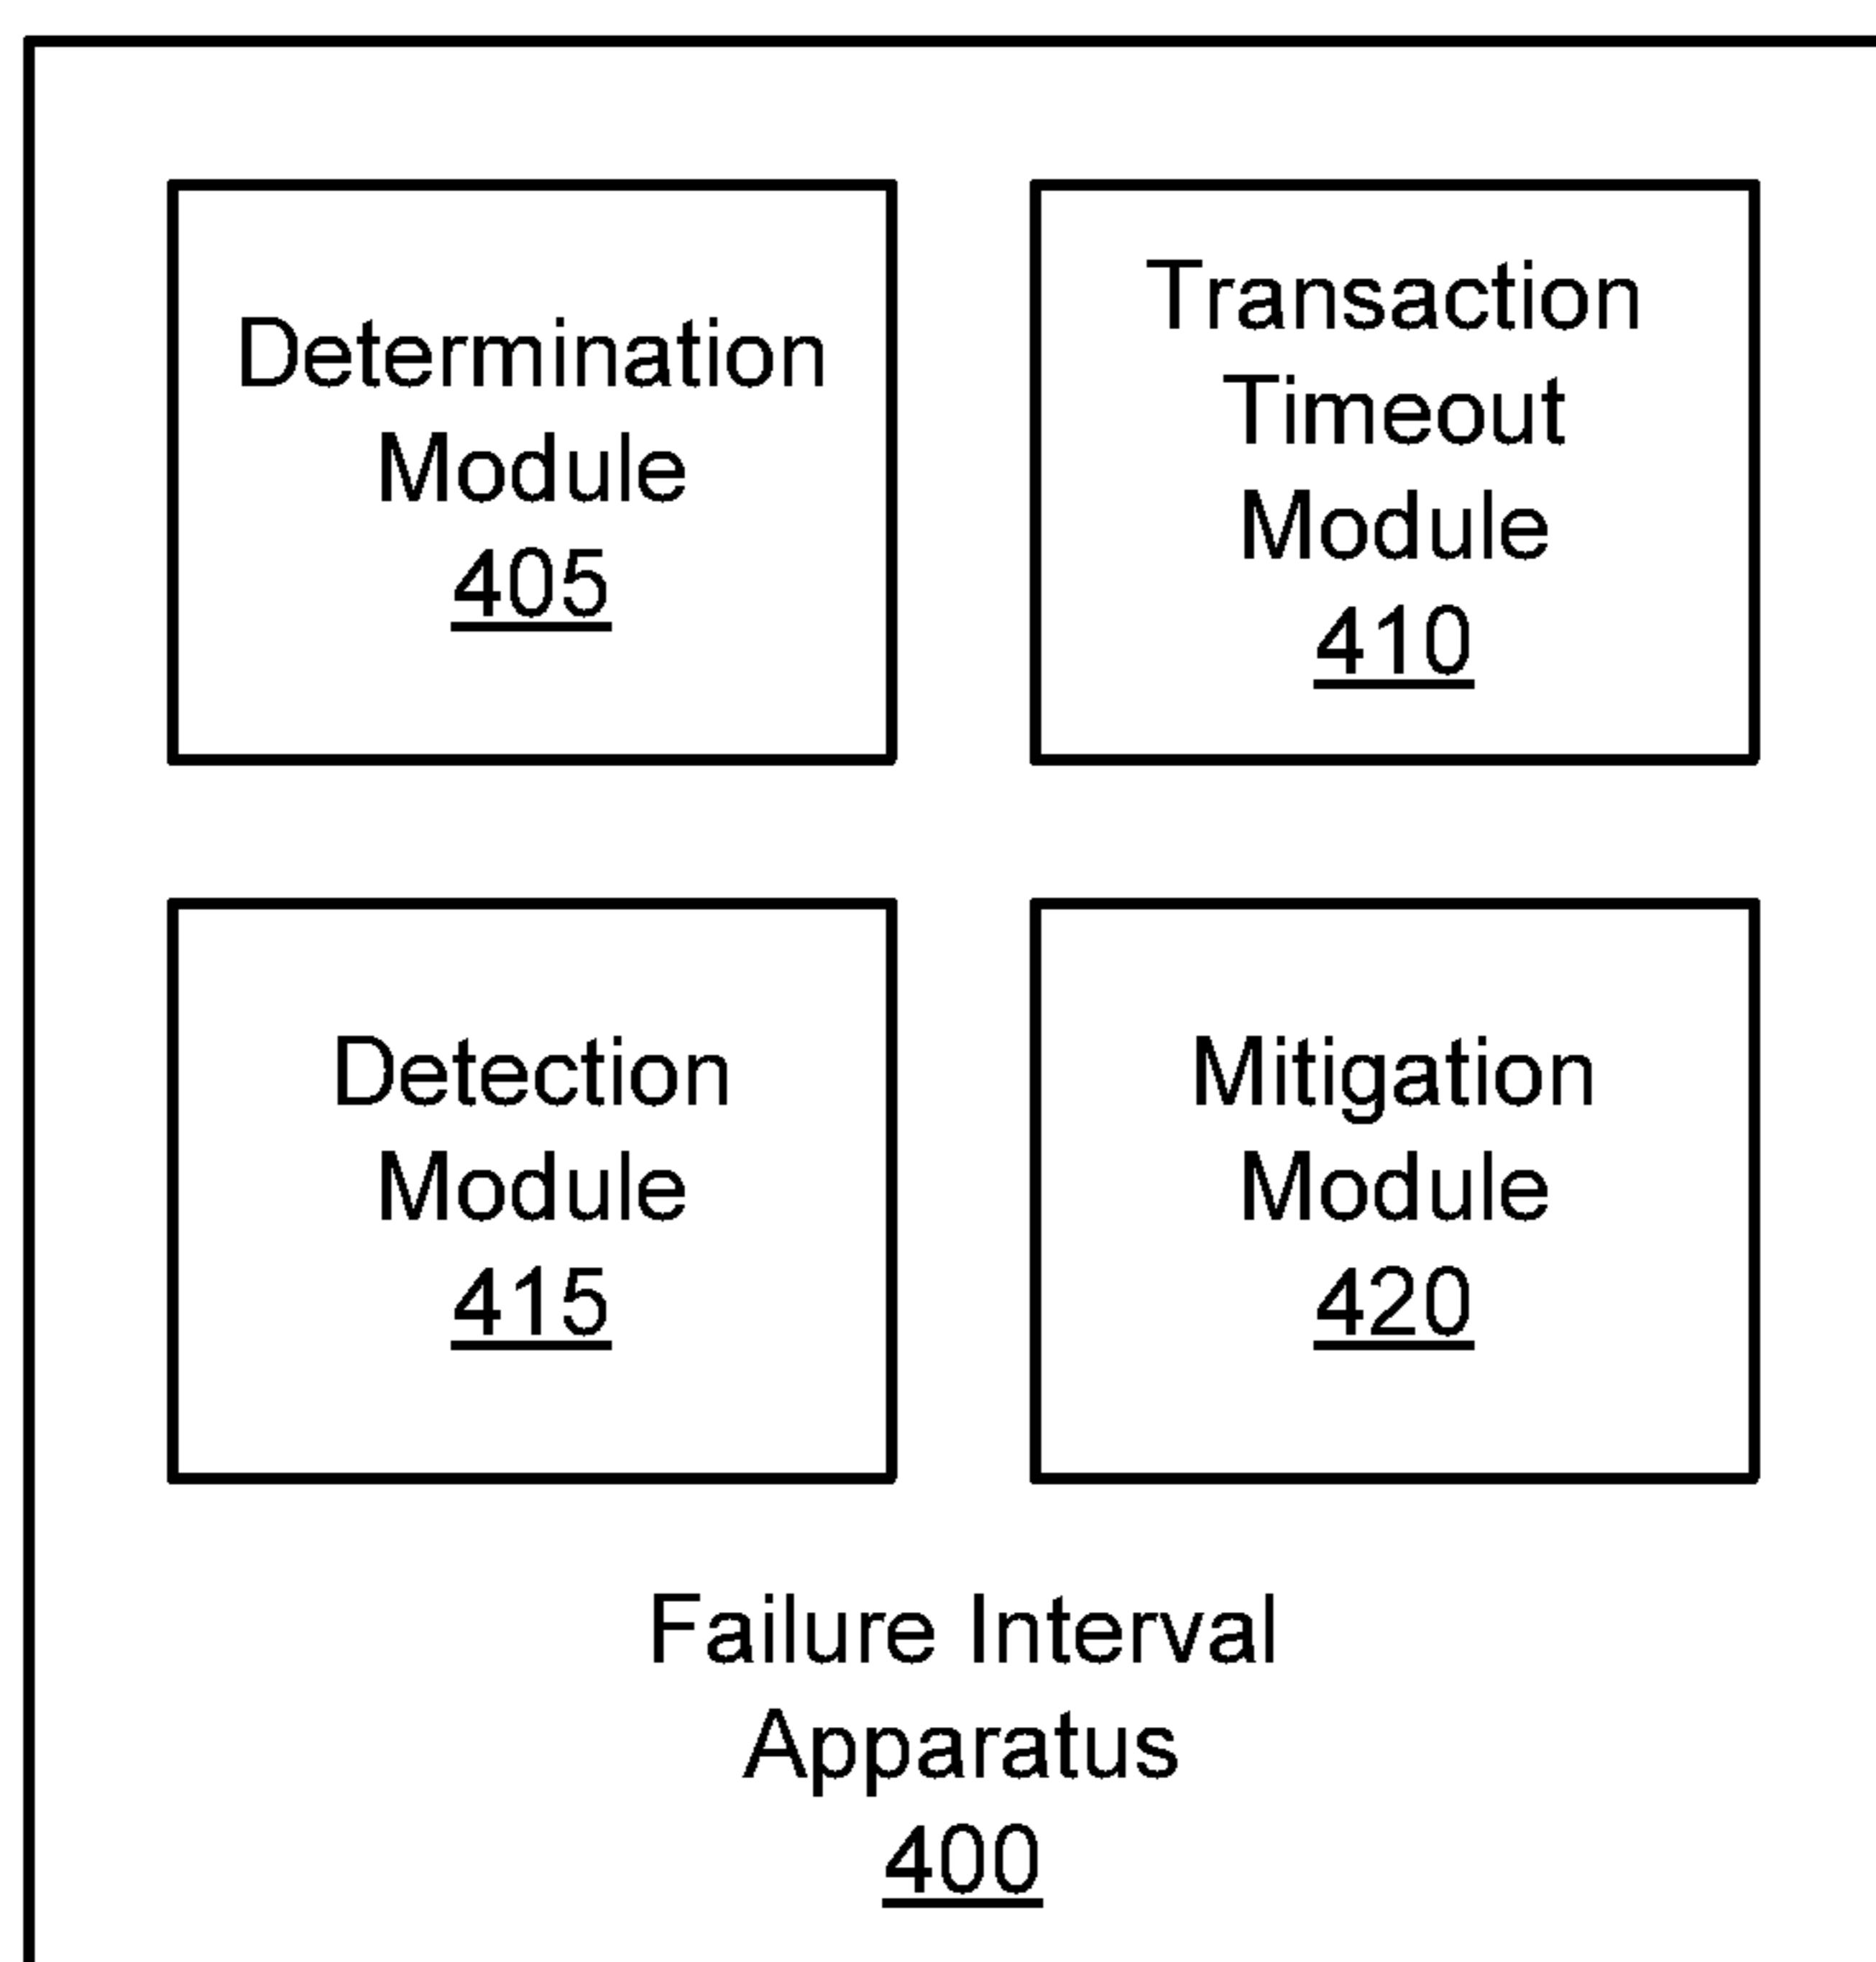 Determination
Module
405
Transaction
Timeout
Module
410
Detection
Module
415
Mitigation
Module
420
Failure Interval
Apparatus
400